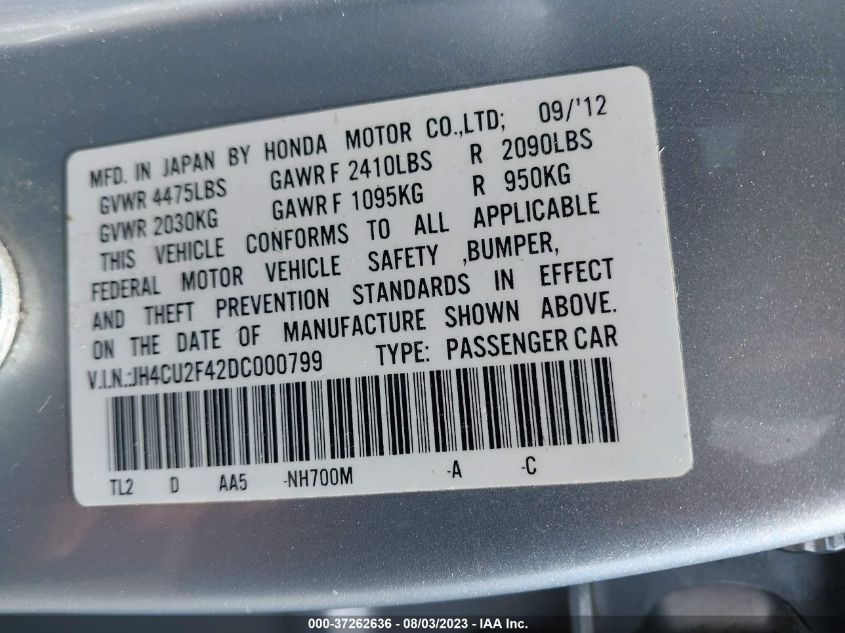 MFD. IN JAPAN BY HONDA MOTOR CO.,LTD; 09/'12
GVWR 4475LBS GAWR F 2410LBS R 2090LBS
GVWR 2030KG GAWR F 1095KG R 950KG
THIS VEHICLE CONFORMS TO ALL APPLICABLE
FEDERAL MOTOR VEHICLE SAFETY ,BUMPER,
AND THEFT PREVENTION STANDARDS IN EFFECT
ON THE DATE OF MANUFACTURE SHOWN ABOVE.
V.I.N.:JH4CU2F42DC000799 TYPE: PASSENGER CAR
TL2 D AA5 -NH700M -A -C
000-37262636 - 08/03/2023 - IAA Inc.